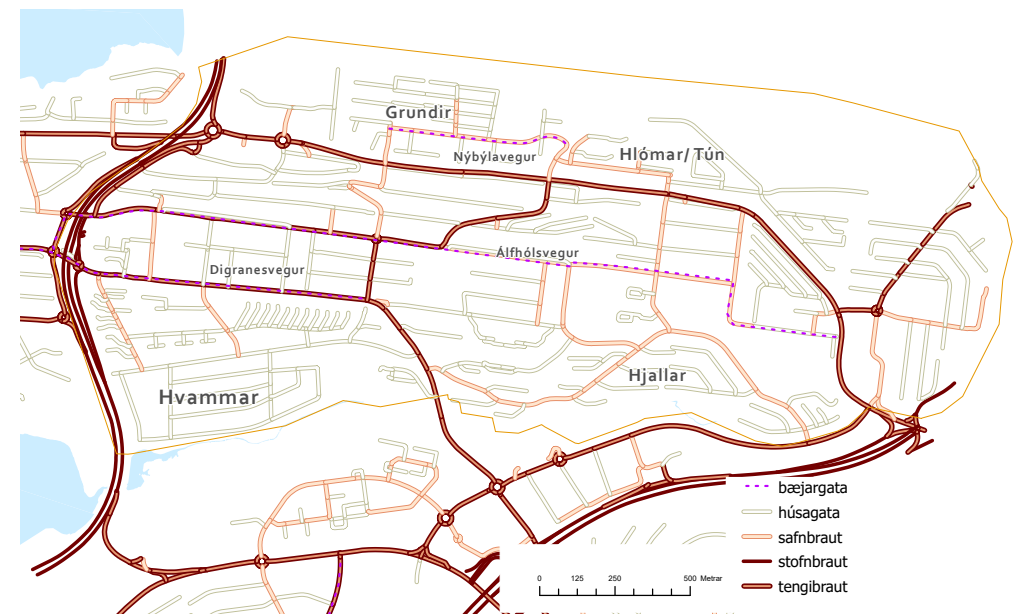 Grundir
Nýbýlavegur
Hlómar/ Tún
Álfhólsvegur
Digranesvegur
Hjallar
Hvammar
bæjargata
húsagata
safnbraut
stofnbraut
tengibraut
0 125 250 500 Metrar